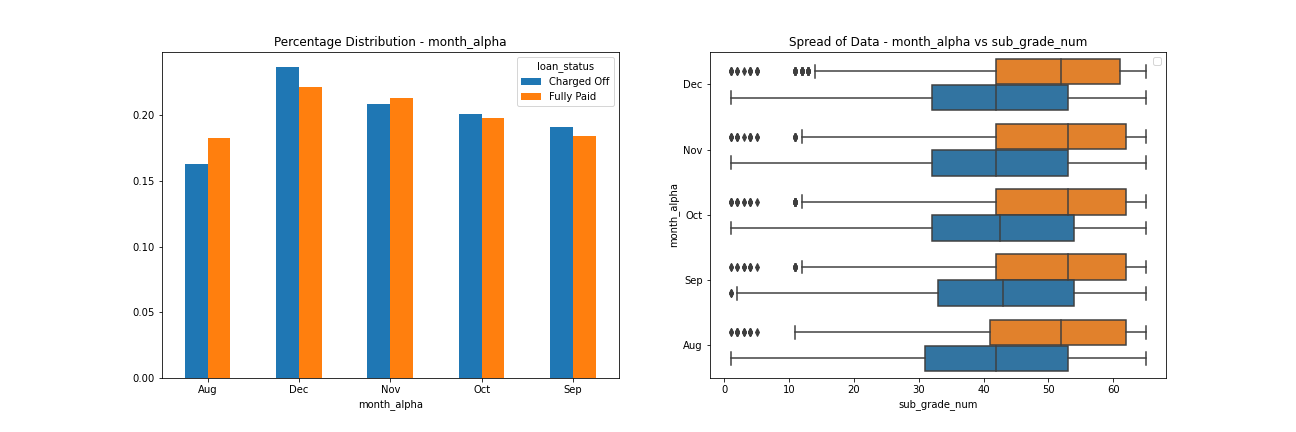 Percentage Distribution - month_alpha
loan_status
Charged Off
Fully Paid
0.20
0.15
0.10
0.05
0.00
Aug Dec Nov Oct Sep
month_alpha
Spread of Data - month_alpha vs sub_grade_num
month_alpha
Dec
Nov
Oct
Sep
Aug
0 10 20 30 40 50 60
sub_grade_num